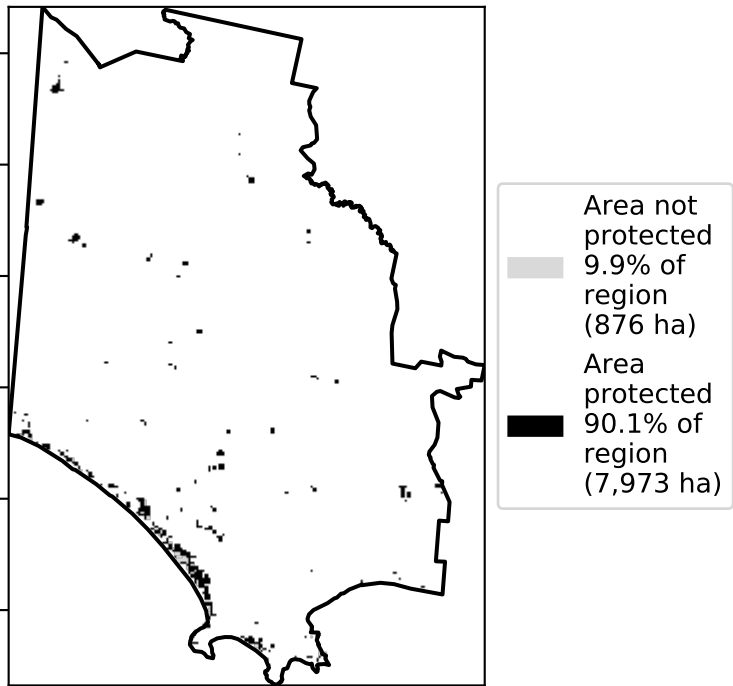 Area not
protected
9.9% of
region
(876 ha)
Area
protected
90.1% of
region
(7,973 ha)